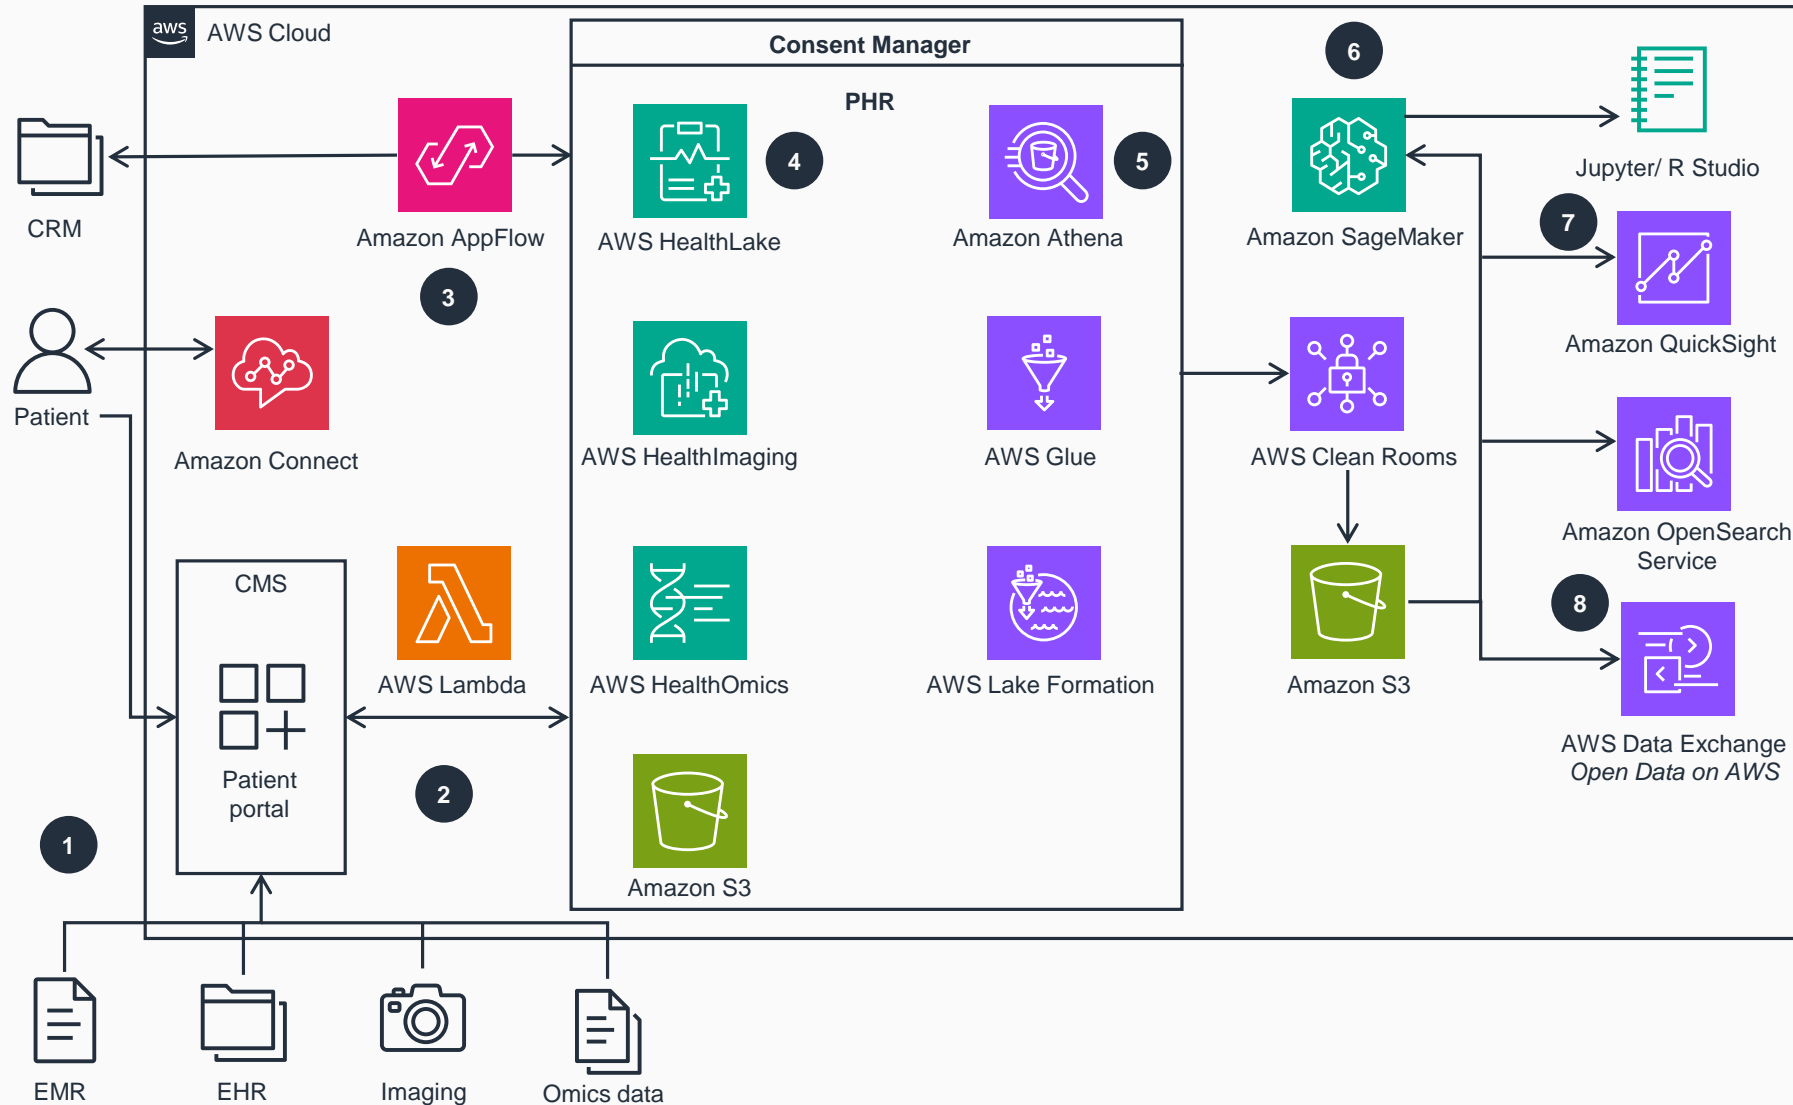 aws
AWS Cloud
Consent Manager
PHR
6
CRM
Amazon AppFlow
3
AWS HealthLake
4
Amazon Athena
5
Amazon SageMaker
Jupyter/ R Studio
7
Amazon QuickSight
Patient
Amazon Connect
AWS HealthImaging
AWS Glue
AWS Clean Rooms
Amazon OpenSearch
Service
CMS
Patient
portal
AWS Lambda
2
AWS HealthOmics
AWS Lake Formation
Amazon S3
8
AWS Data Exchange
Open Data on AWS
Amazon S3
1
EMR
EHR
Imaging
Omics data